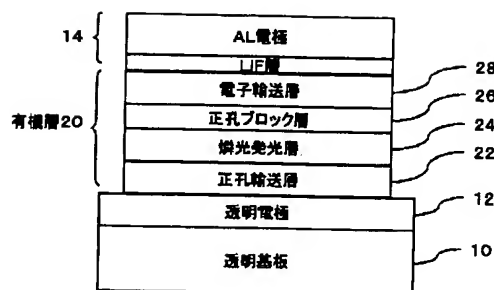 14
AL電極
LiF層
電子輸送層
28
正孔ブロック層
26
有機層20
燐光発光層
24
正孔輸送層
22
透明電極
12
透明基板
10